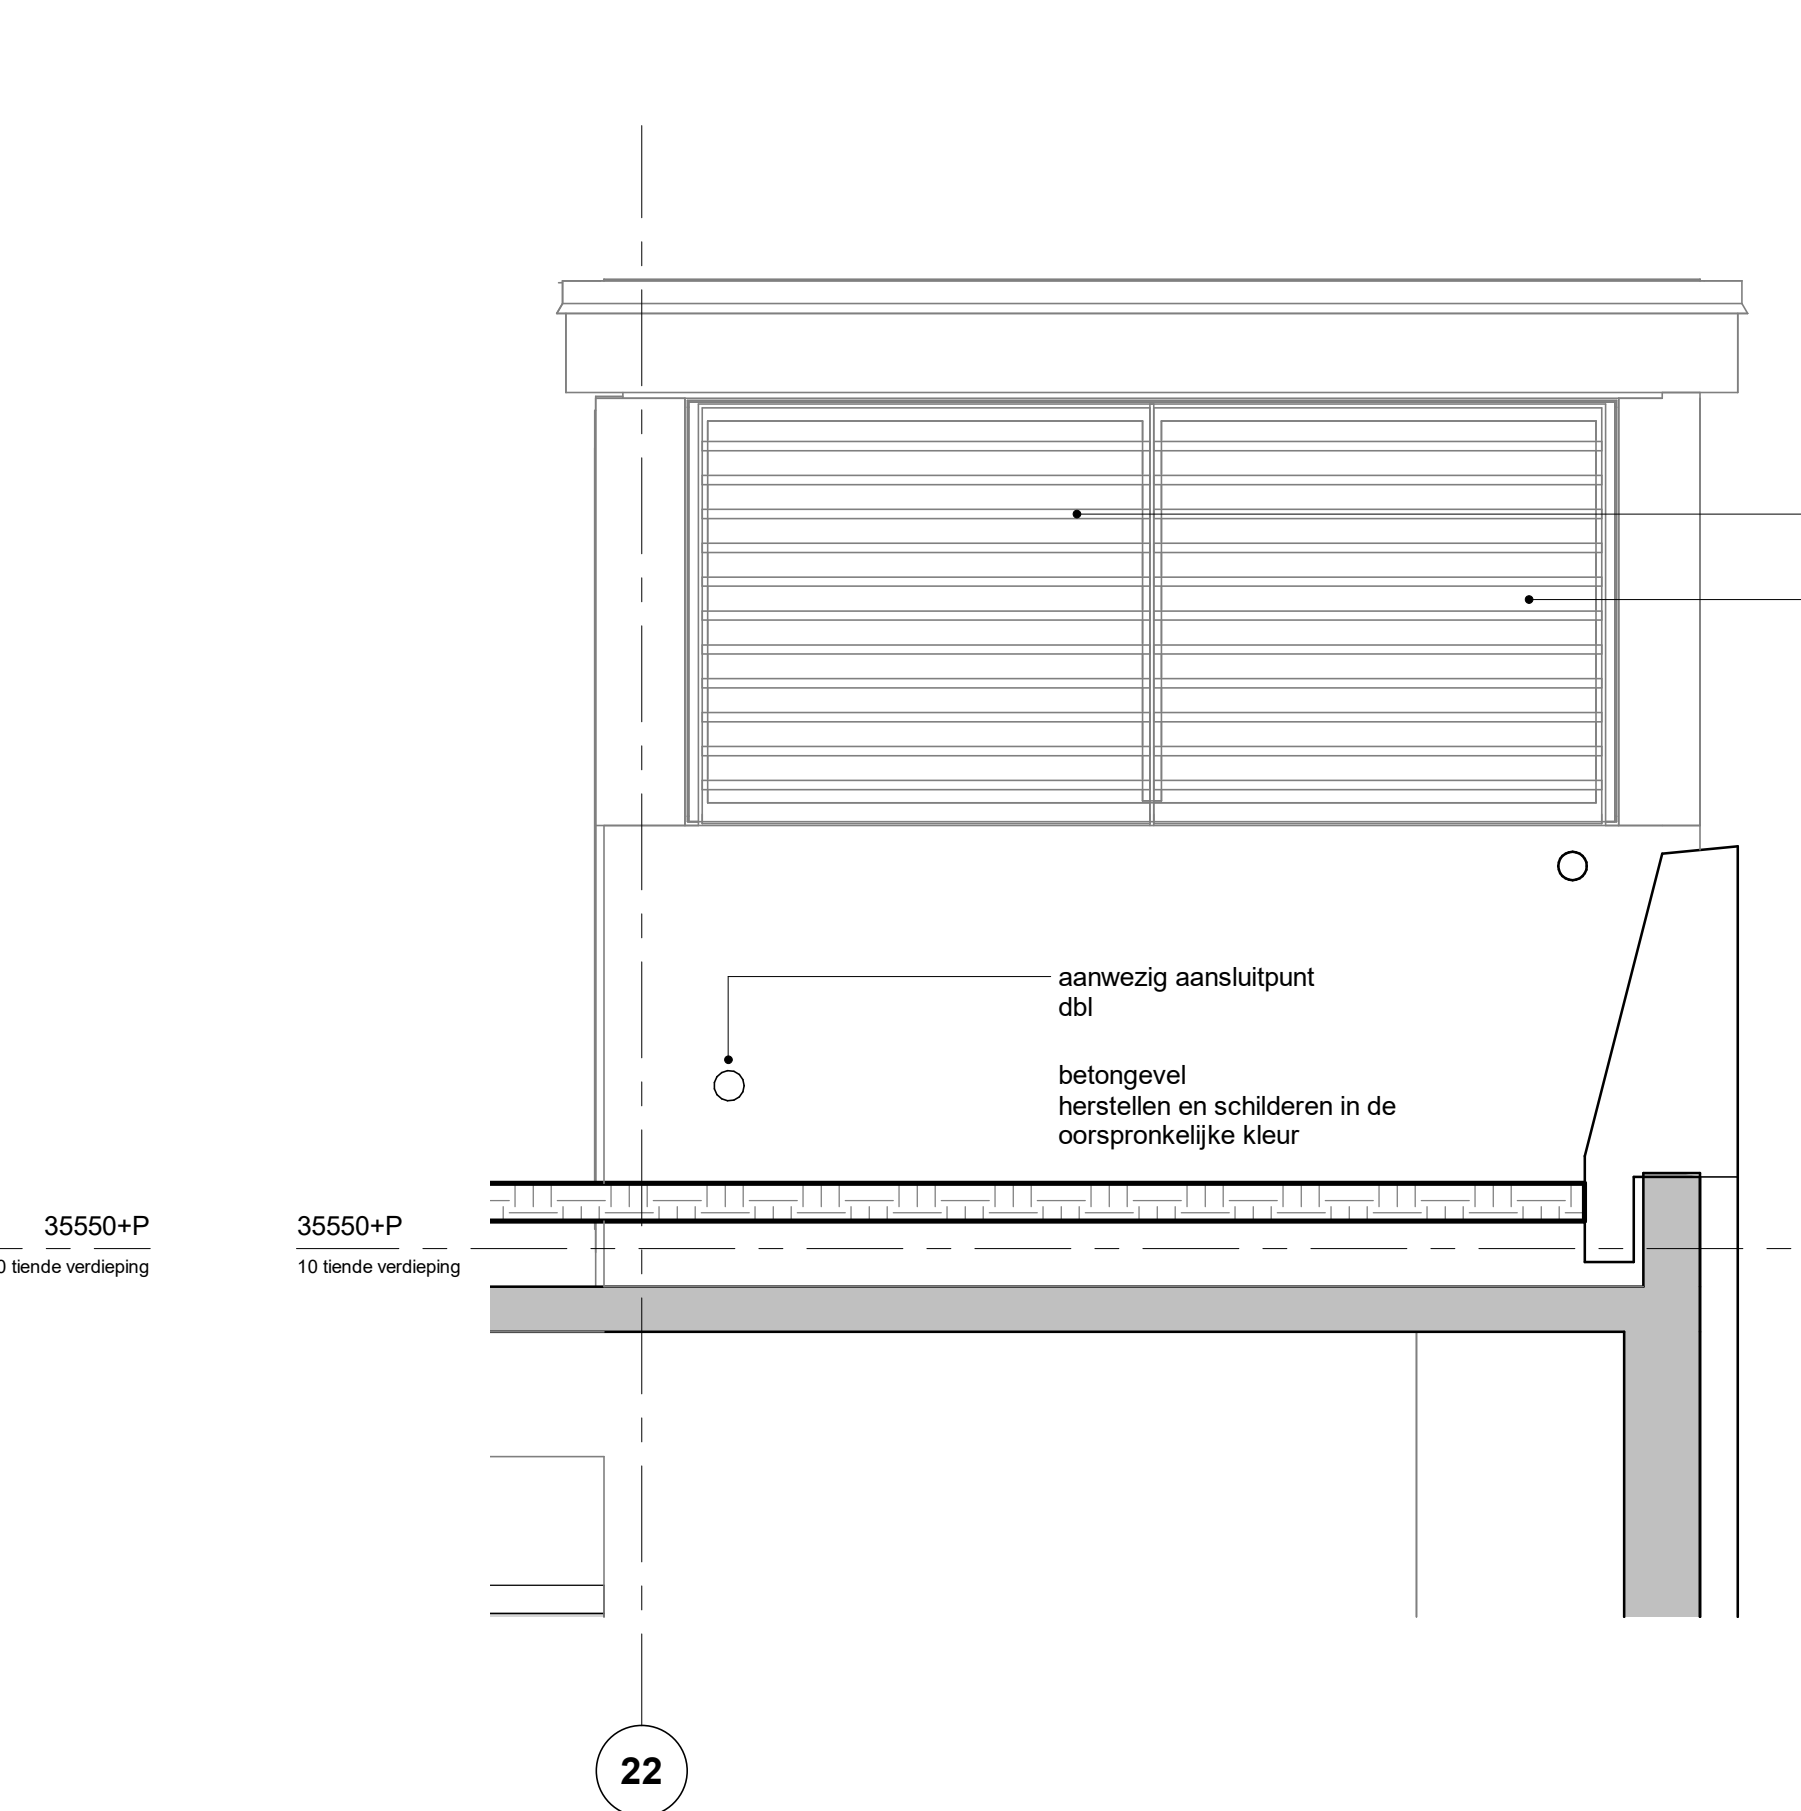 aanwezig aansluitpunt
dbl
betongevel
herstellen en schilderen in de
oorspronkelijke kleur
35550+P
0 tiende verdieping
35550+P
10 tiende verdieping
22